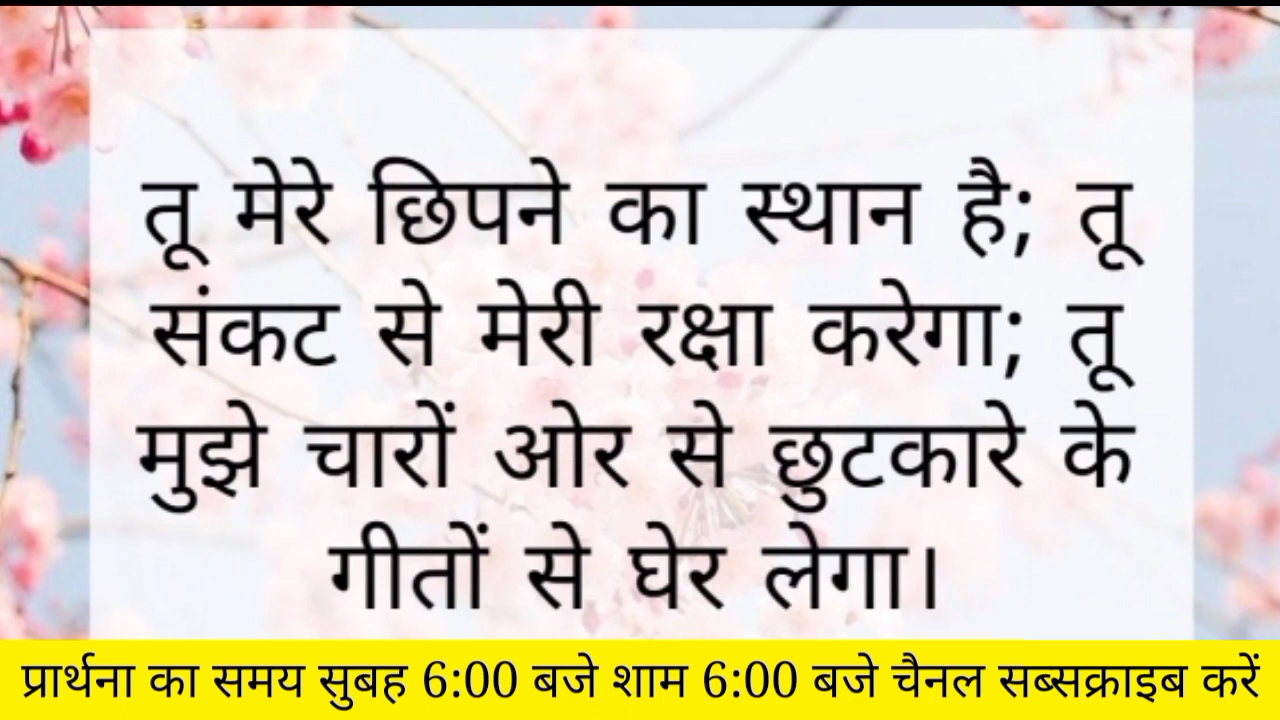 तू मेरे छिपने का स्थान है; तू
संकट से मेरी रक्षा करेगा; तू
मुझे चारों ओर से छुटकारे के
गीतों से घेर लेगा।
प्रार्थना का समय सुबह 6:00 बजे शाम 6:00 बजे चैनल सब्सक्राइब करें